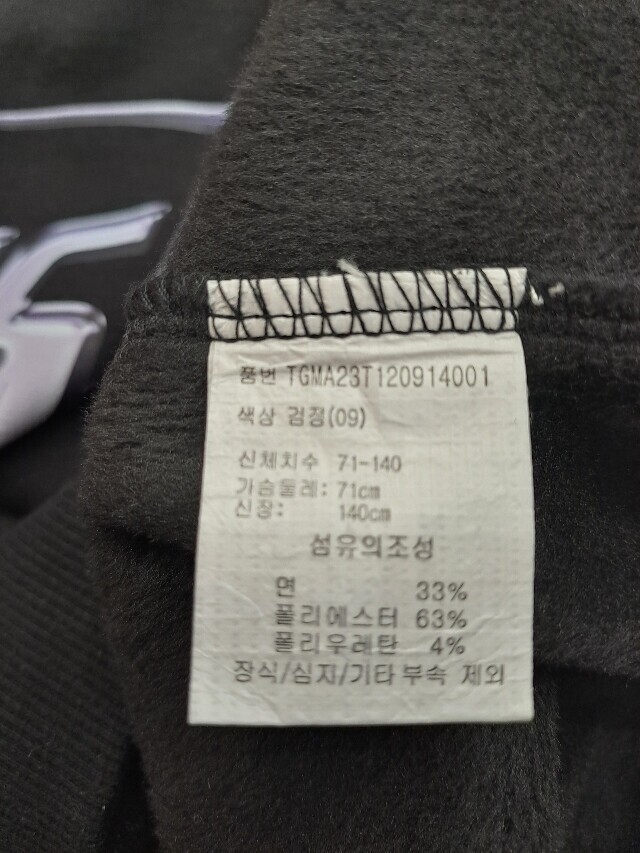 품번 TGMA23T120914001
색상 검정(09)
신체치수 71-140
가슴둘레: 71cm
신장: 140cm
섬유의조성
면 33%
폴리에스터 63%
폴리우레탄 4%
장식/심지/기타부속 제외